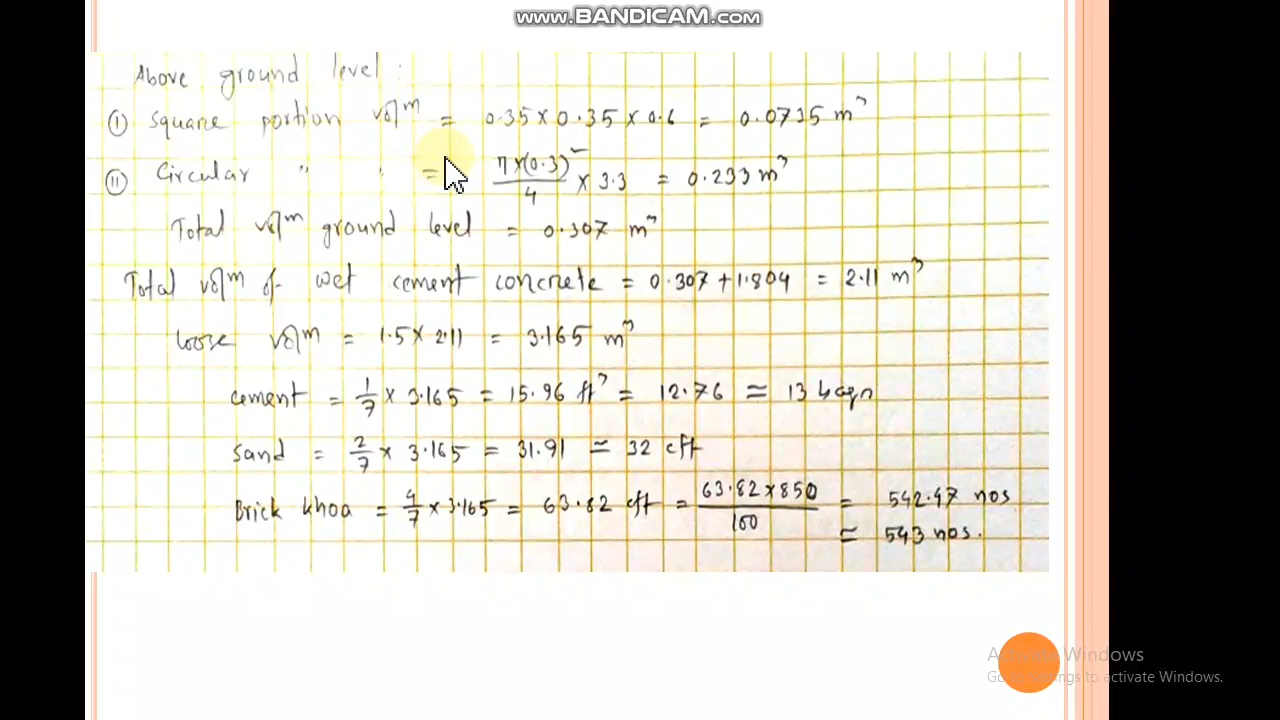 www.BANDICAM.com
Above ground level :
(I) square portion volm = 0.35 × 0.35 × 0.6 = 0.0735 m³
(II) Circular " " = π×(0.3)²/4 × 3.3 = 0.233 m³
Total volm ground level = 0.307 m³
Total volm of wet cement concrete = 0.307 + 1.804 = 2.11 m³
loose volm = 1.5 × 2.11 = 3.165 m³
cement = 1/7 × 3.165 = 15.96 ft³ = 12.76 ≃ 13 bags
sand = 2/7 × 3.165 = 31.91 ≃ 32 cft
Brick khoa = 4/7 × 3.165 = 63.82 cft = 63.82×850/100 = 542.47 nos
≃ 543 nos.
Activate Windows
Go to Settings to activate Windows.